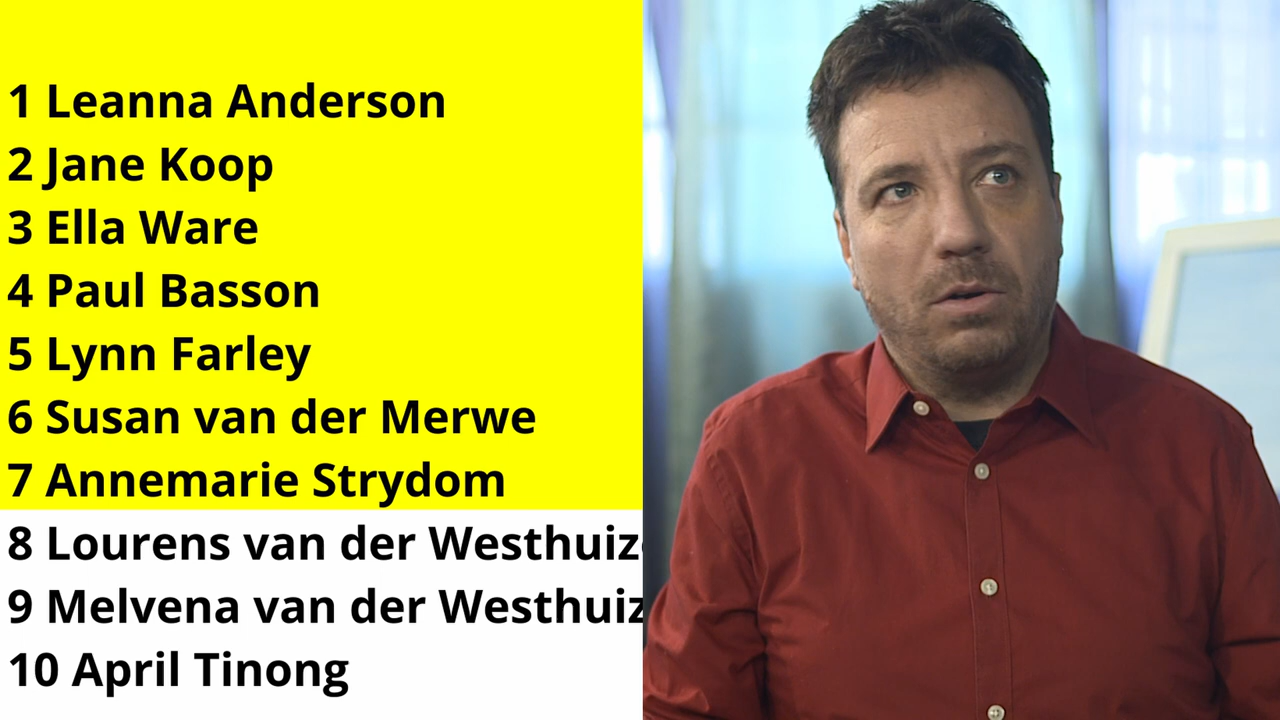 1 Leanna Anderson
2 Jane Koop
3 Ella Ware
4 Paul Basson
5 Lynn Farley
6 Susan van der Merwe
7 Annemarie Strydom
8 Lourens van der
9 Melvena van der
10 April Tinong